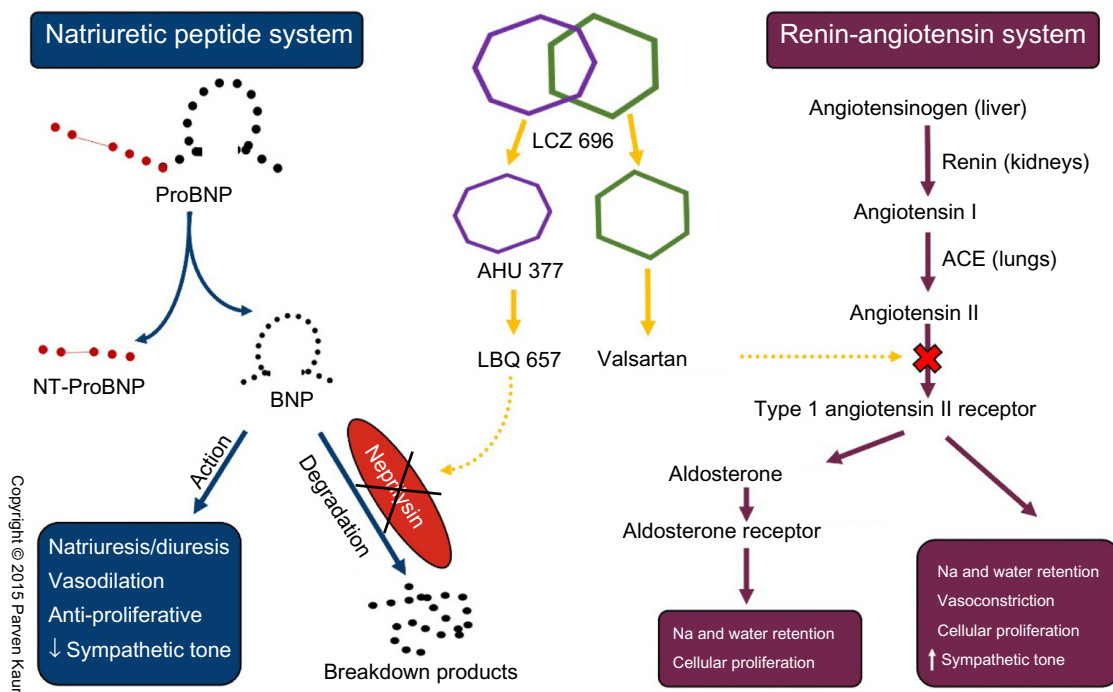 Natriuretic peptide system
ProBNP
NT-ProBNP
BNP
Action
Degradation
Neprilysin
Natriuresis/diuresis
Vasodilation
Anti-proliferative
↓ Sympathetic tone
Breakdown products
LCZ 696
AHU 377
LBQ 657
Valsartan
Renin-angiotensin system
Angiotensinogen (liver)
Renin (kidneys)
Angiotensin I
ACE (lungs)
Angiotensin II
Type 1 angiotensin II receptor
Aldosterone
Aldosterone receptor
Na and water retention
Cellular proliferation
Na and water retention
Vasoconstriction
Cellular proliferation
↑ Sympathetic tone
Copyright © 2015 Parven Kaur